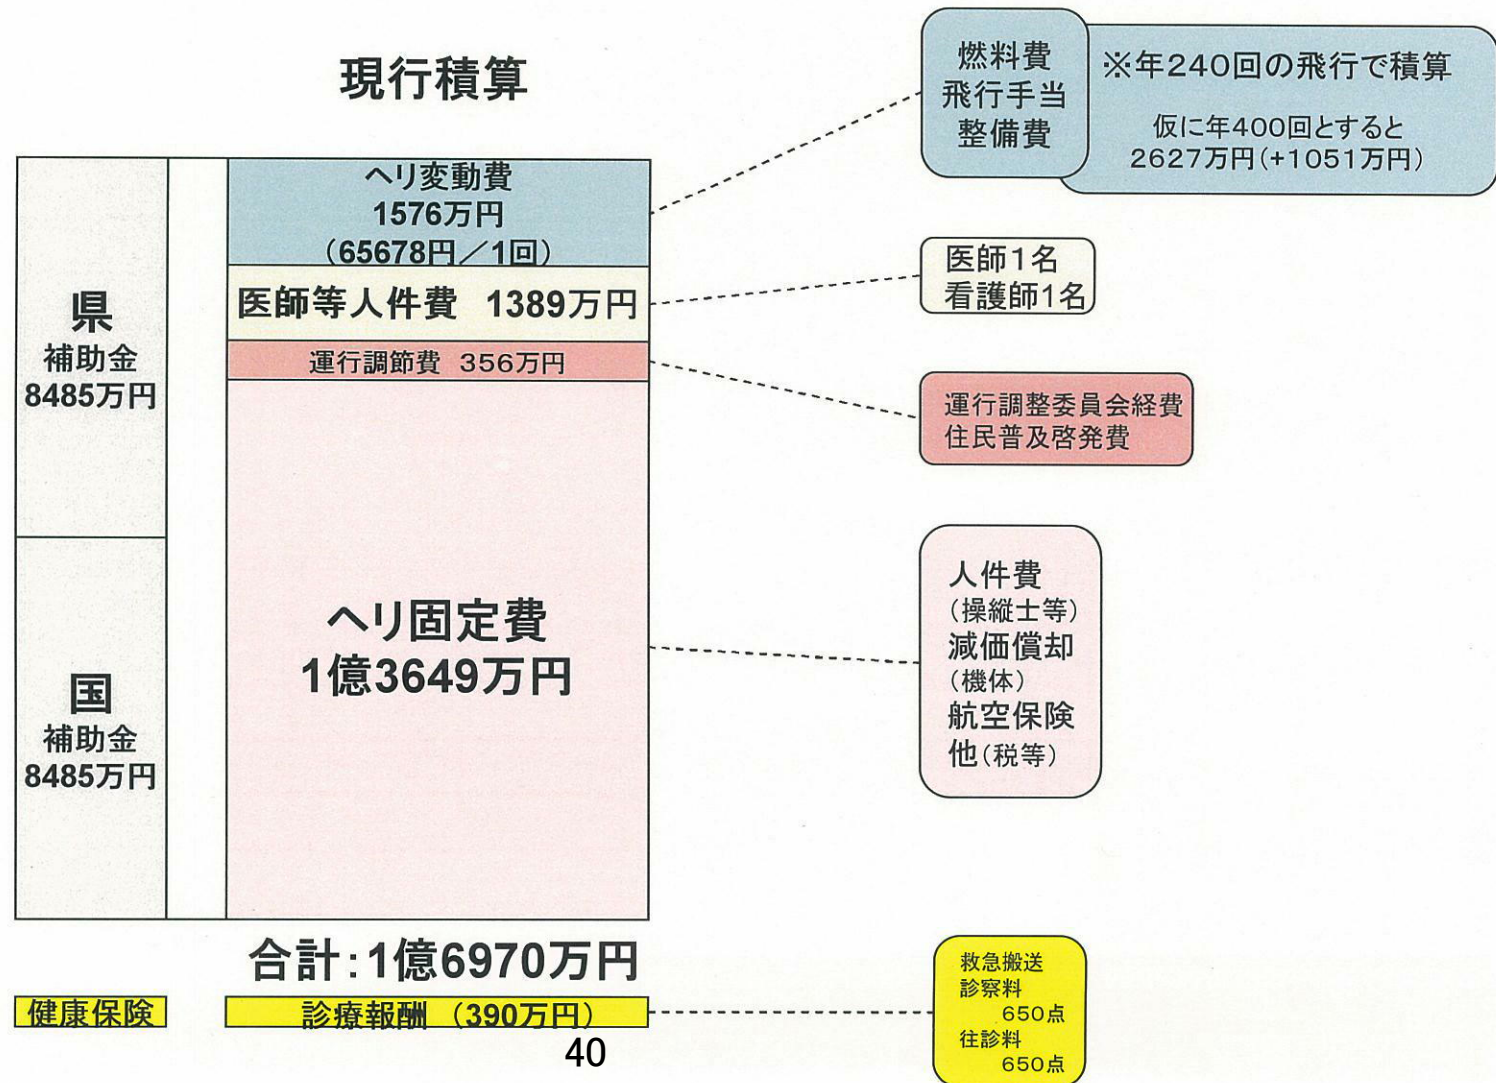 現行積算
県
補助金
8485万円
国
補助金
8485万円
ヘリ変動費
1576万円
(65678円／1回)
医師等人件費 1389万円
運行調節費 356万円
ヘリ固定費
1億3649万円
燃料費
飛行手当
整備費
※年240回の飛行で積算
仮に年400回とすると
2627万円(+1051万円)
医師1名
看護師1名
運行調整委員会経費
住民普及啓発費
人件費
(操縦士等)
減価償却
(機体)
航空保険
他(税等)
合計:1億6970万円
健康保険
診療報酬 (390万円)
救急搬送
診察料
650点
往診料
650点
40